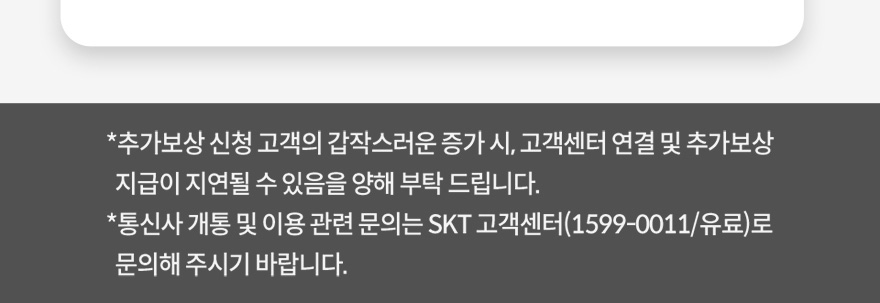 *추가보상 신청 고객의 갑작스러운 증가 시, 고객센터 연결 및 추가보상
지급이 지연될 수 있음을 양해 부탁 드립니다.
*통신사 개통 및 이용 관련 문의는 SKT 고객센터(1599-0011/유료)로
문의해 주시기 바랍니다.